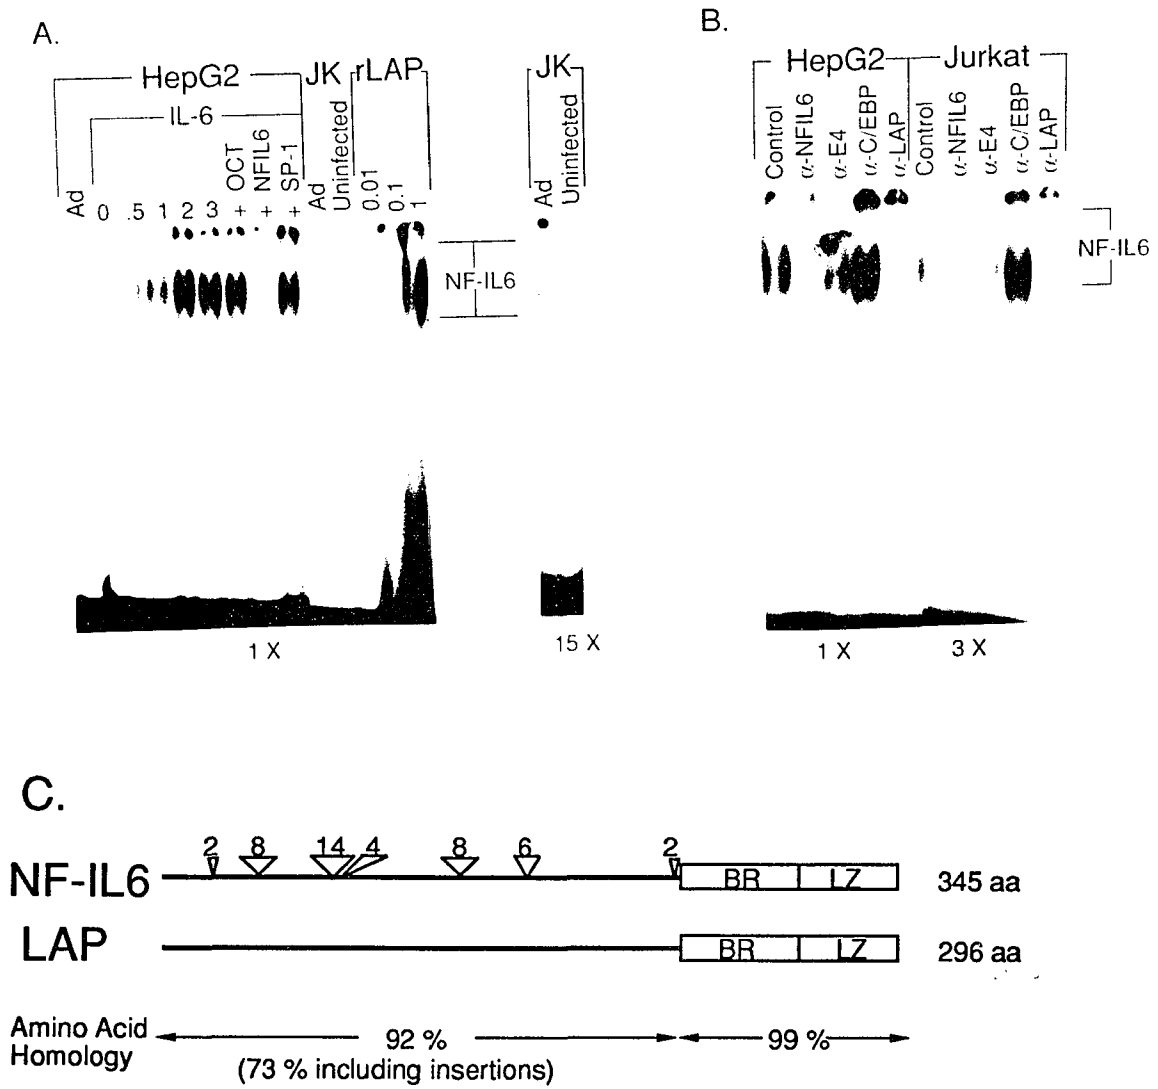 A.
HepG2
JK
rLAP
IL-6
Ad
0
.5
1
2
3
OCT
+
NFIL6
+
SP-1
+
Ad
Uninfected
0.01
0.1
1
NF-IL6
JK
Ad
Uninfected
1 X
15 X
B.
HepG2
Jurkat
Control
α-NFIL6
α-E4
α-C/EBP
α-LAP
Control
α-NFIL6
α-E4
α-C/EBP
α-LAP
NF-IL6
1 X
3 X
C.
2 8 14 4 8 6 2
NF-IL6 BR LZ 345 aa
LAP BR LZ 296 aa
Amino Acid 92 % 99 %
Homology (73 % including insertions)